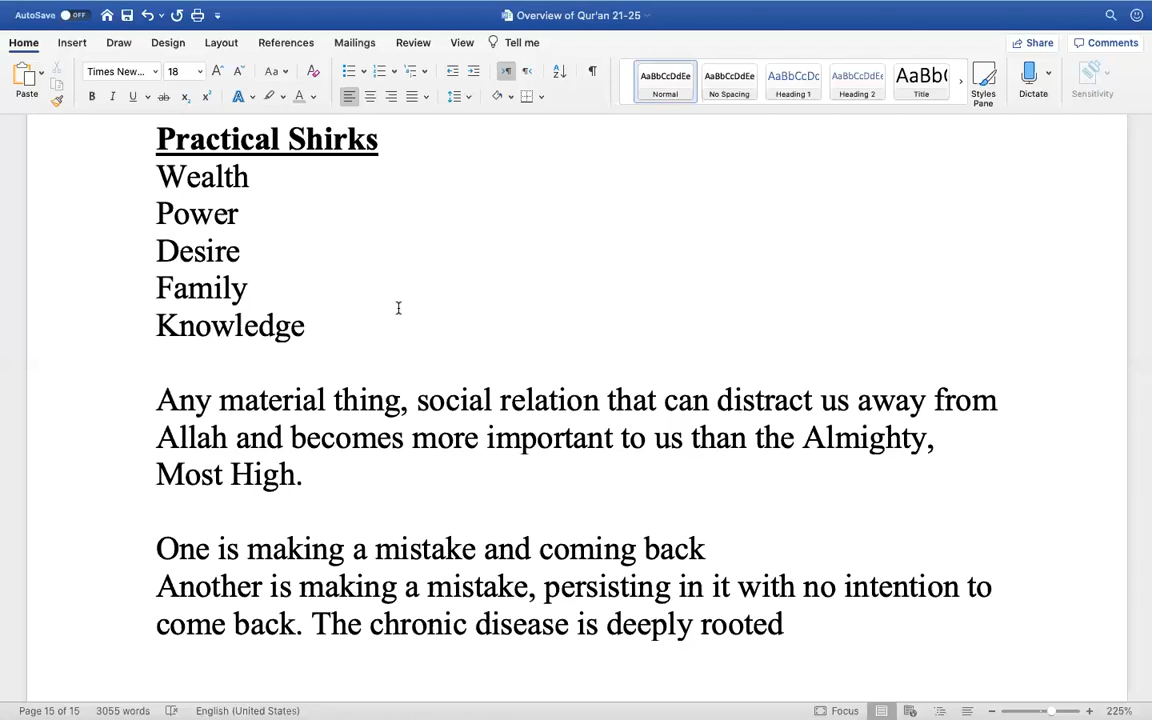 AutoSave OFF Overview of Qur'an 21-25
Home Insert Draw Design Layout References Mailings Review View Tell me Share Comments
Times New... 18 Aa AaBbCcDdEe AaBbCcDdEe AaBbCcDc AaBbCcDdEe AaBb(
Paste B I U ab x₂ x² A A Normal No Spacing Heading 1 Heading 2 Title Styles Pane Dictate Sensitivity
Practical Shirks
Wealth
Power
Desire
Family
Knowledge
Any material thing, social relation that can distract us away from
Allah and becomes more important to us than the Almighty,
Most High.
One is making a mistake and coming back
Another is making a mistake, persisting in it with no intention to
come back. The chronic disease is deeply rooted
Page 15 of 15 3055 words English (United States) Focus 225%